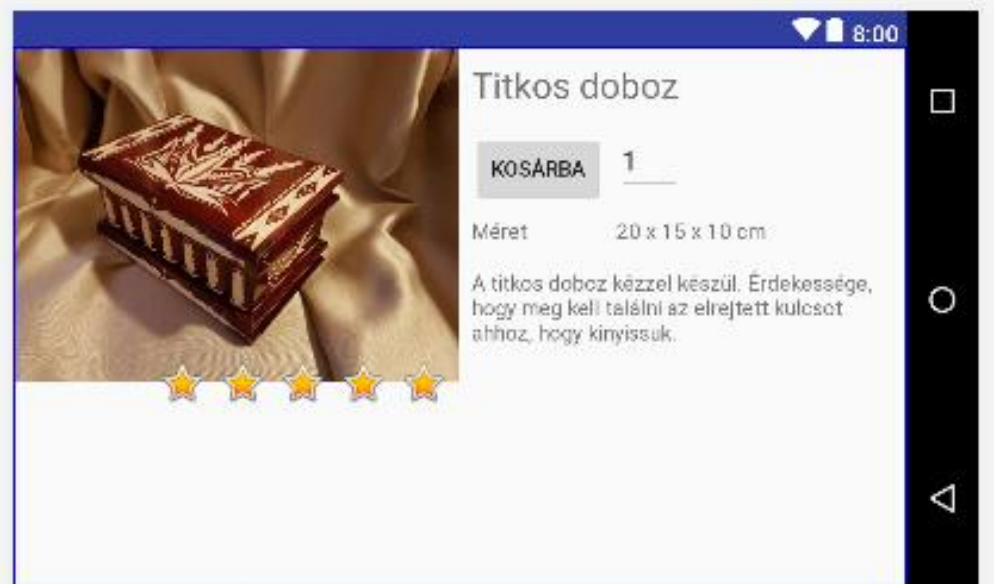 8:00
Titkos doboz
KOSÁRBA 1
Méret 20 x 15 x 10 cm
A titkos doboz kézzel készül. Érdekessége,
hogy meg kell találni az elrejtett kulcsot
ahhoz, hogy kinyissuk.